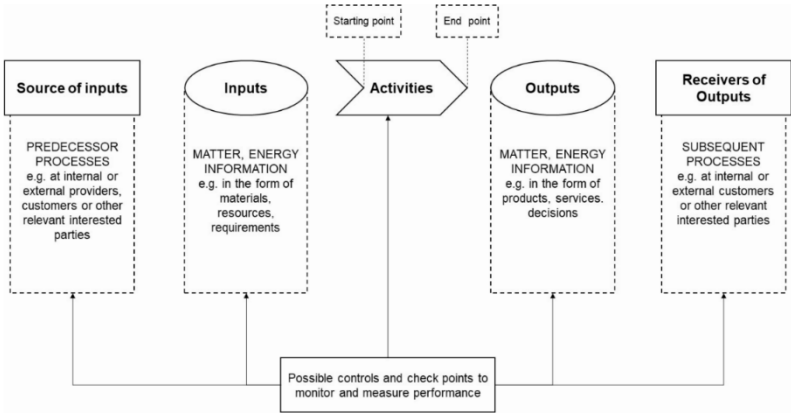 Starting point
End point
Source of inputs
Inputs
Activities
Outputs
Receivers of
Outputs
PREDECESSOR
PROCESSES
e.g. at internal or
external providers,
customers or other
relevant interested
parties
MATTER, ENERGY
INFORMATION
e.g. in the form of
materials,
resources,
requirements
MATTER, ENERGY
INFORMATION
e.g. in the form of
products, services.
decisions
SUBSEQUENT
PROCESSES
e.g. at internal or
external customers
or other relevant
interested parties
Possible controls and check points to
monitor and measure performance